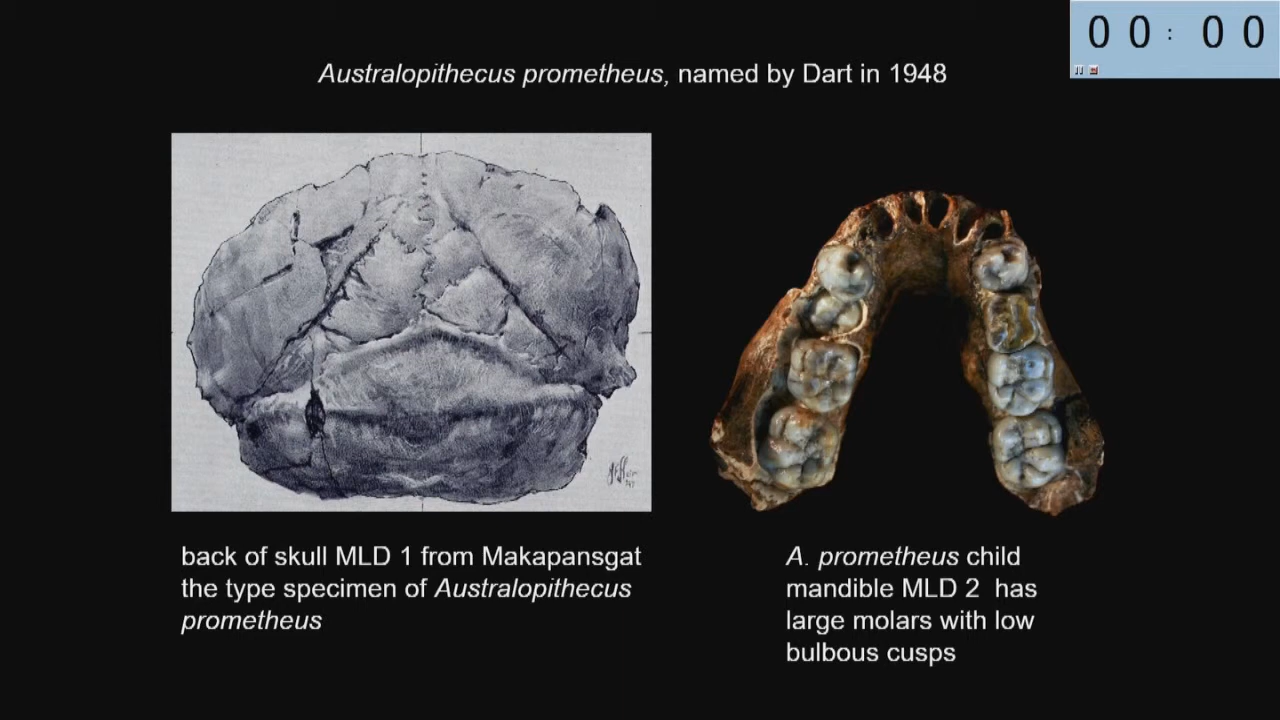 00:00
Australopithecus prometheus, named by Dart in 1948
back of skull MLD 1 from Makapansgat
the type specimen of Australopithecus
prometheus
A. prometheus child
mandible MLD 2 has
large molars with low
bulbous cusps